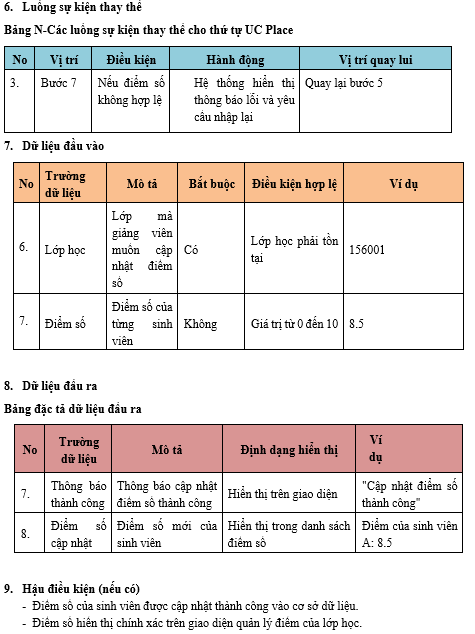 6. Luồng sự kiện thay thế
Bảng N-Các luồng sự kiện thay thế cho thứ tự UC Place
No Vị trí Điều kiện Hành động Vị trí quay lui
3. Bước 7 Nếu điểm số Hệ thống hiển thị Quay lại bước 5
không hợp lệ thông báo lỗi và yêu
cầu nhập lại
7. Dữ liệu đầu vào
No Trường Mô tả Bắt buộc Điều kiện hợp lệ Ví dụ
dữ liệu
6. Lớp học Lớp mà Có Lớp học phải tồn 156001
giảng viên tại
muốn cập
nhật điểm
số
7. Điểm số Điểm số của Không Giá trị từ 0 đến 10 8.5
từng sinh
viên
8. Dữ liệu đầu ra
Bảng đặc tả dữ liệu đầu ra
No Trường Mô tả Định dạng hiển thị Ví
dữ liệu dụ
7. Thông báo Thông báo cập nhật Hiển thị trên giao diện "Cập nhật điểm số
thành công điểm số thành công thành công"
8. Điểm số Điểm số mới của Hiển thị trong danh sách Điểm của sinh viên
cập nhật sinh viên điểm số A: 8.5
9. Hậu điều kiện (nếu có)
- Điểm số của sinh viên được cập nhật thành công vào cơ sở dữ liệu.
- Điểm số hiển thị chính xác trên giao diện quản lý điểm của lớp học.